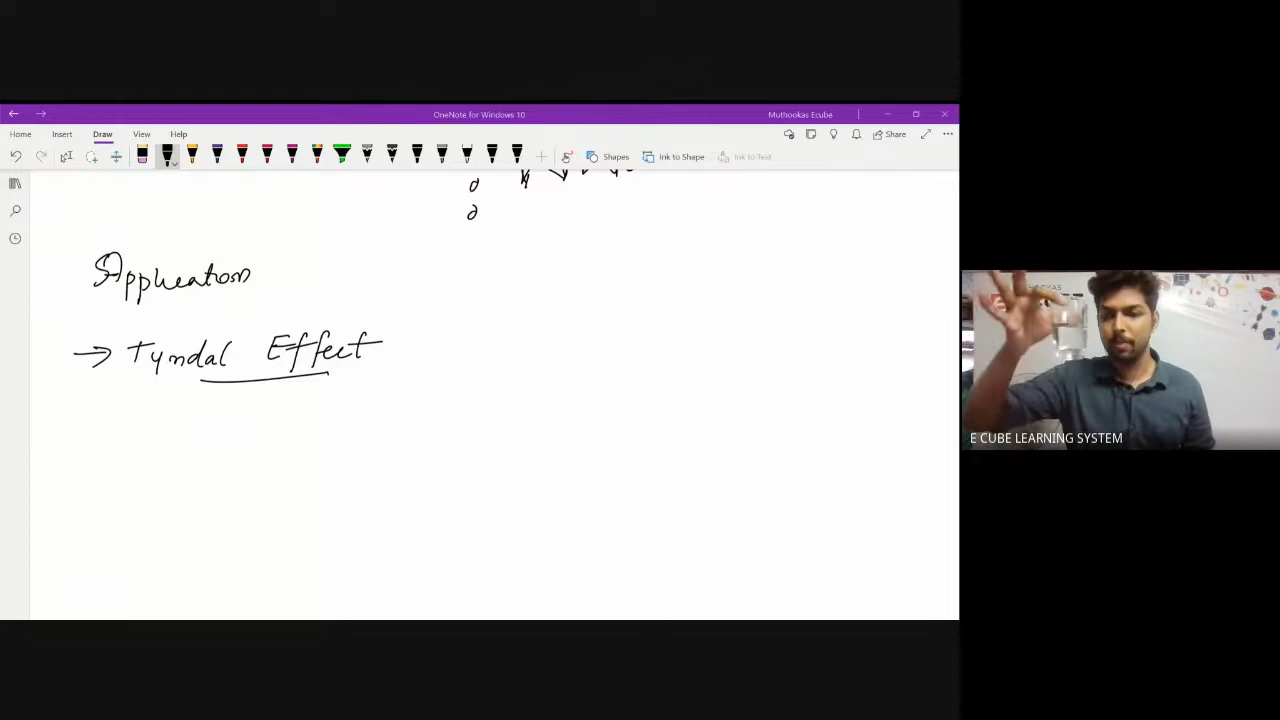 OneNote for Windows 10
Muthookas Ecube
Home Insert Draw View Help
Share
Shapes Ink to Shape Ink to Text
Application
→ Tyndal Effect
E CUBE LEARNING SYSTEM